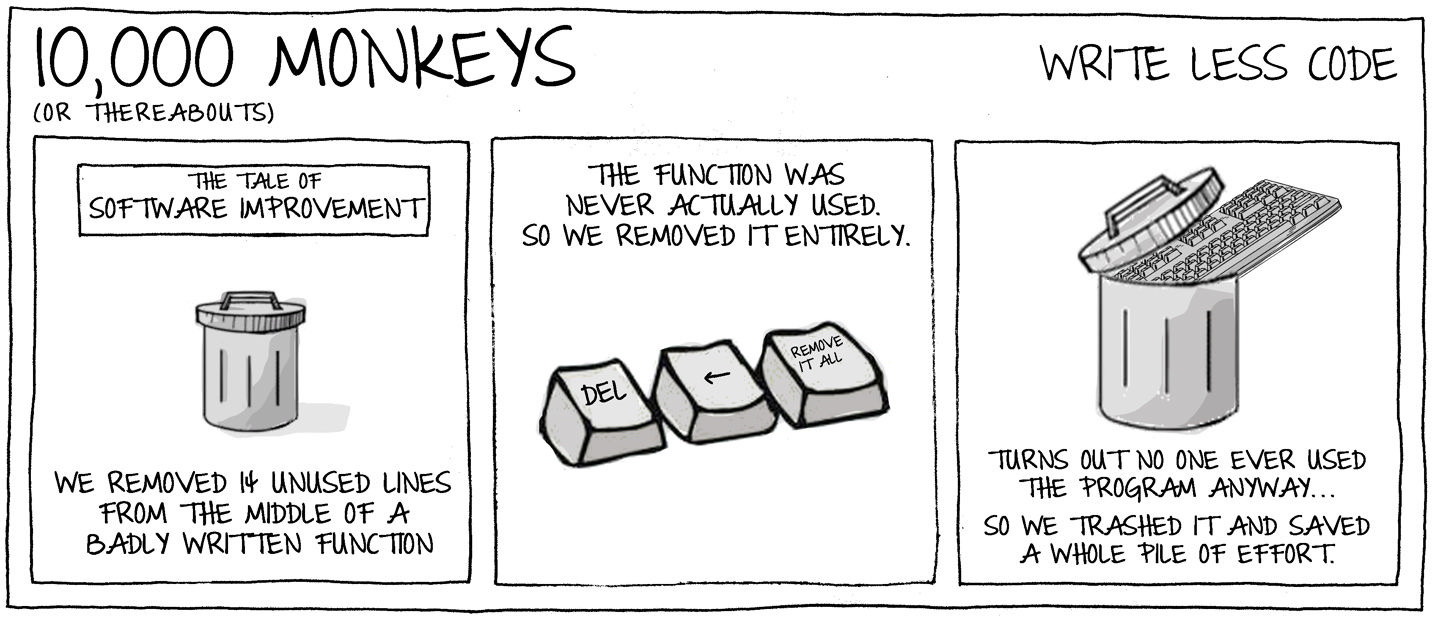 10,000 MONKEYS
(OR THEREABOUTS)
WRITE LESS CODE
THE TALE OF
SOFTWARE IMPROVEMENT
WE REMOVED 14 UNUSED LINES
FROM THE MIDDLE OF A
BADLY WRITTEN FUNCTION
THE FUNCTION WAS
NEVER ACTUALLY USED.
SO WE REMOVED IT ENTIRELY.
DEL
←
REMOVE
IT ALL
TURNS OUT NO ONE EVER USED
THE PROGRAM ANYWAY...
SO WE TRASHED IT AND SAVED
A WHOLE PILE OF EFFORT.